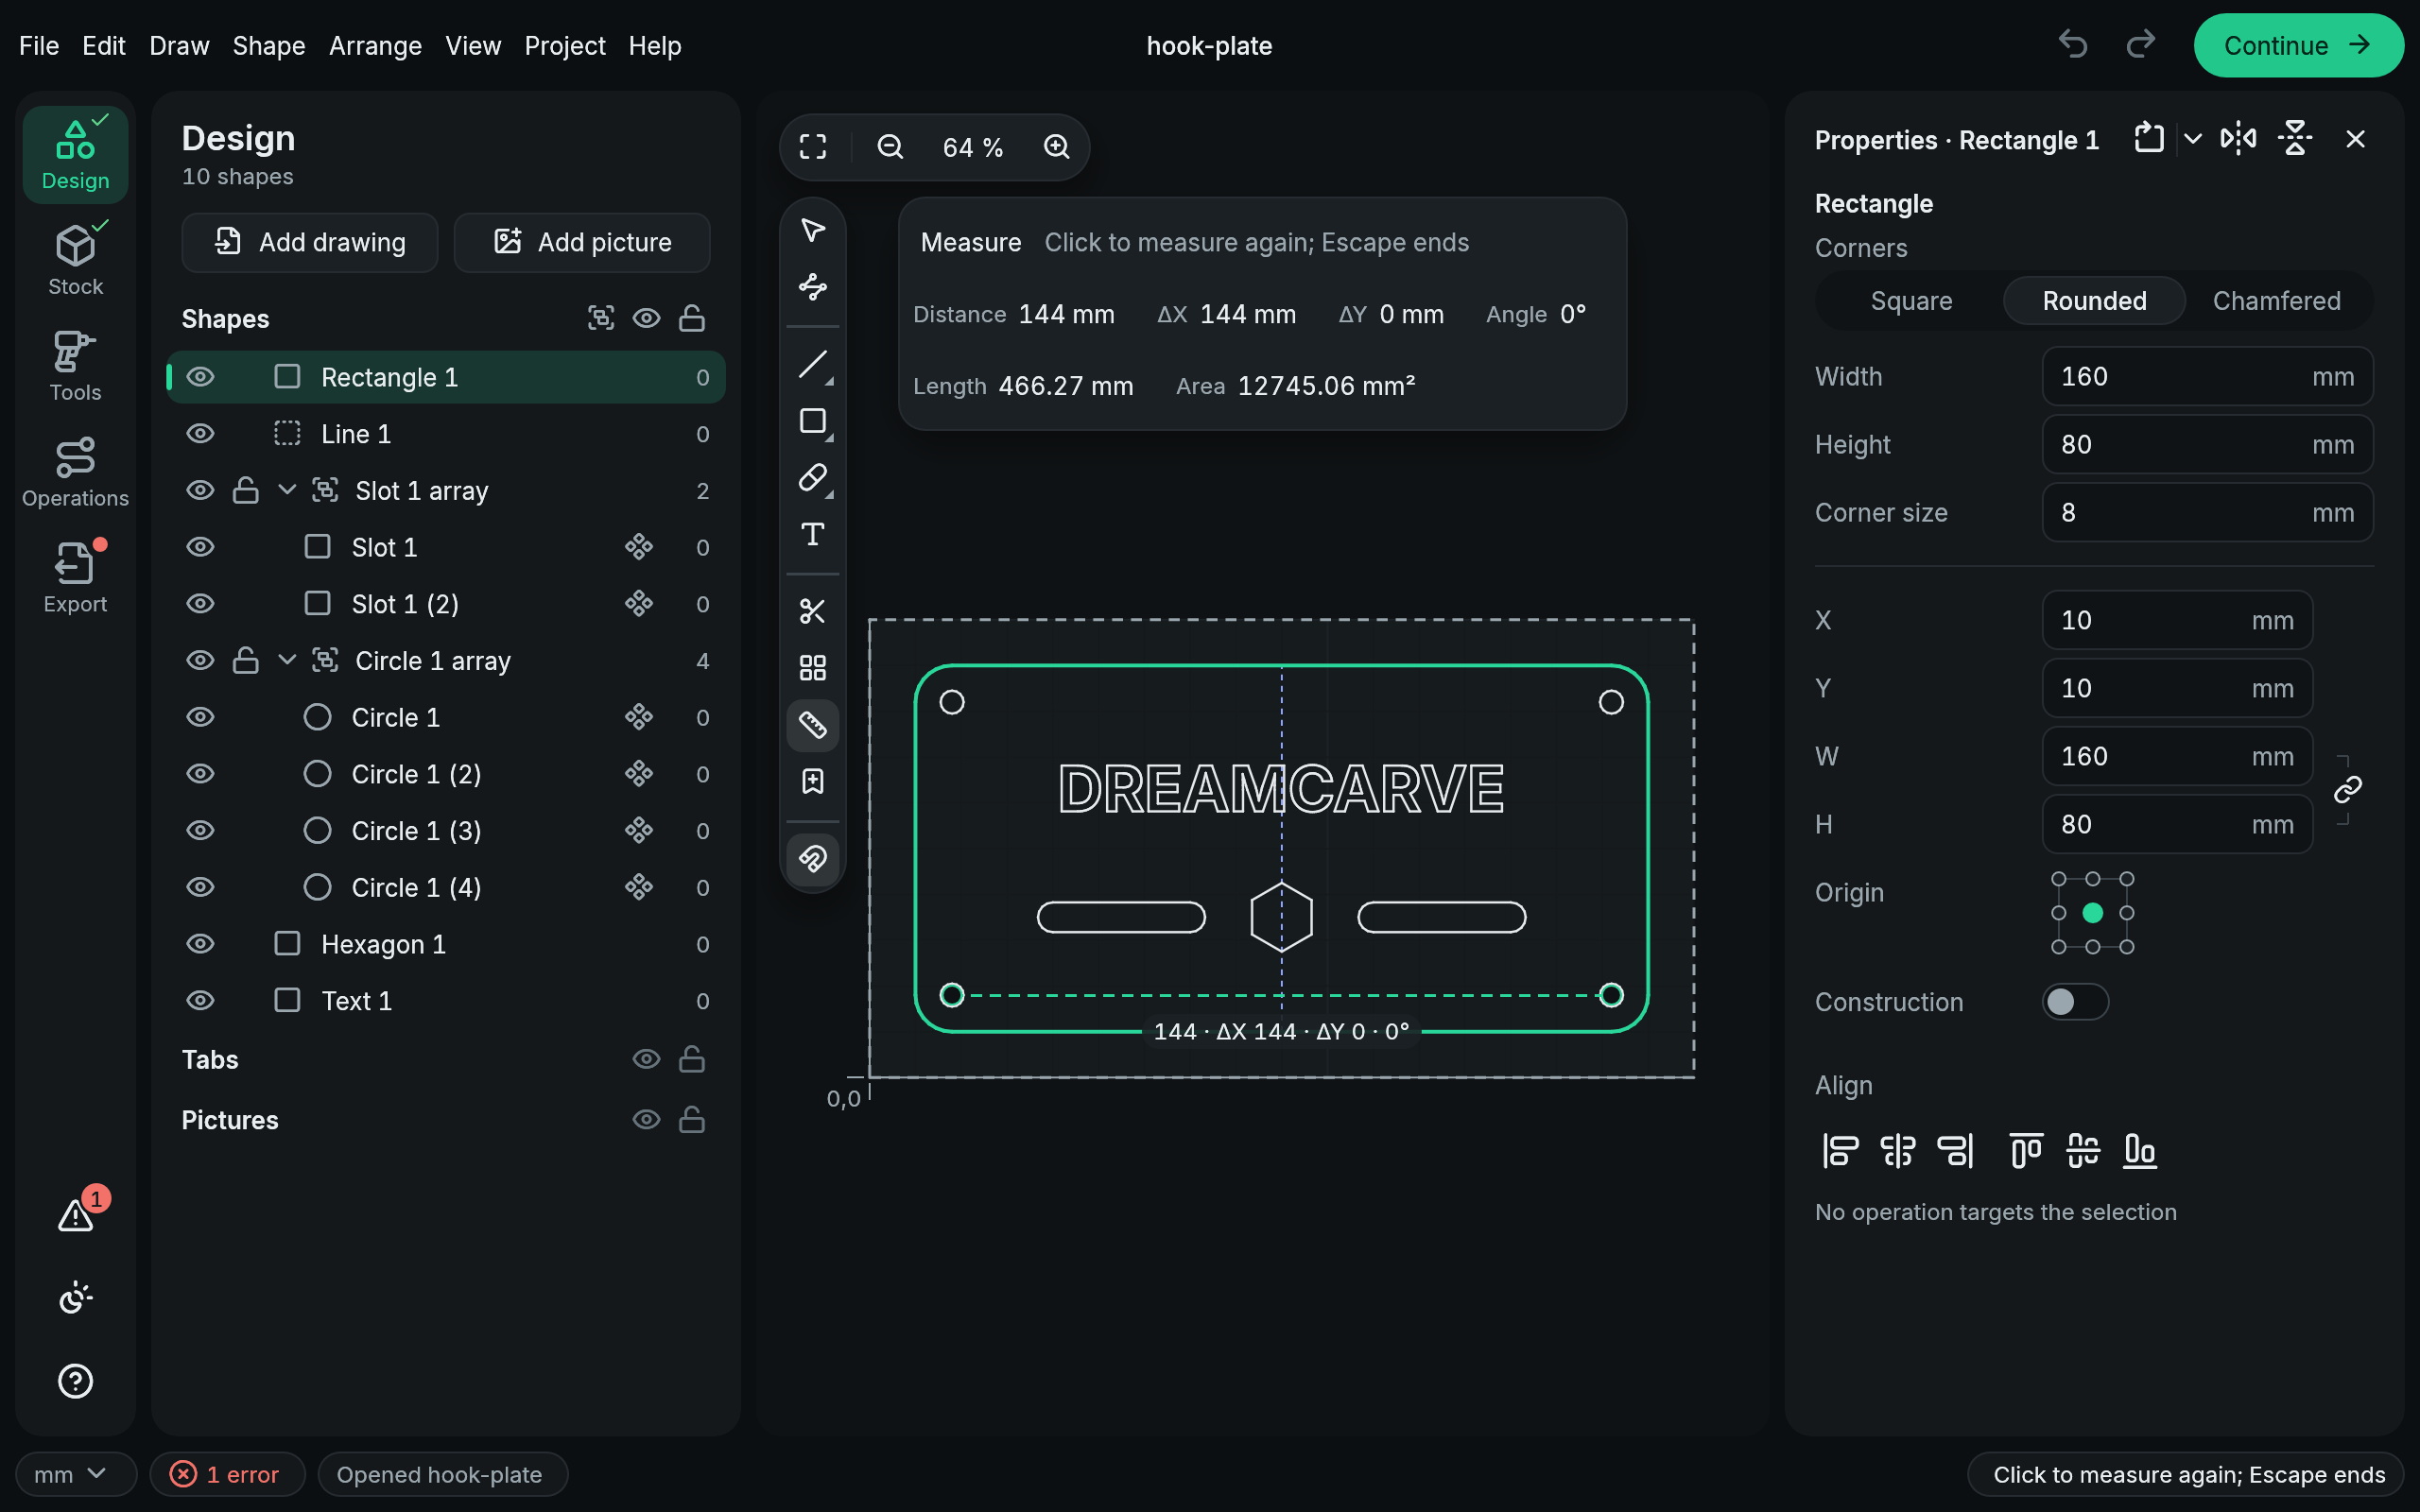 File Edit Draw Shape Arrange View Project Help
hook-plate
Continue
Design
Stock
Tools
Operations
Export
1
Design
10 shapes
Add drawing
Add picture
Shapes
Rectangle 1 0
Line 1 0
Slot 1 array 2
Slot 1 0
Slot 1 (2) 0
Circle 1 array 4
Circle 1 0
Circle 1 (2) 0
Circle 1 (3) 0
Circle 1 (4) 0
Hexagon 1 0
Text 1 0
Tabs
Pictures
64 %
Measure Click to measure again; Escape ends
Distance 144 mm ΔX 144 mm ΔY 0 mm Angle 0°
Length 466.27 mm Area 12745.06 mm²
DREAMCARVE
144 · ΔX 144 · ΔY 0 · 0°
0,0
Properties · Rectangle 1
Rectangle
Corners
Square Rounded Chamfered
Width 160 mm
Height 80 mm
Corner size 8 mm
X 10 mm
Y 10 mm
W 160 mm
H 80 mm
Origin
Construction
Align
No operation targets the selection
mm
1 error
Opened hook-plate
Click to measure again; Escape ends